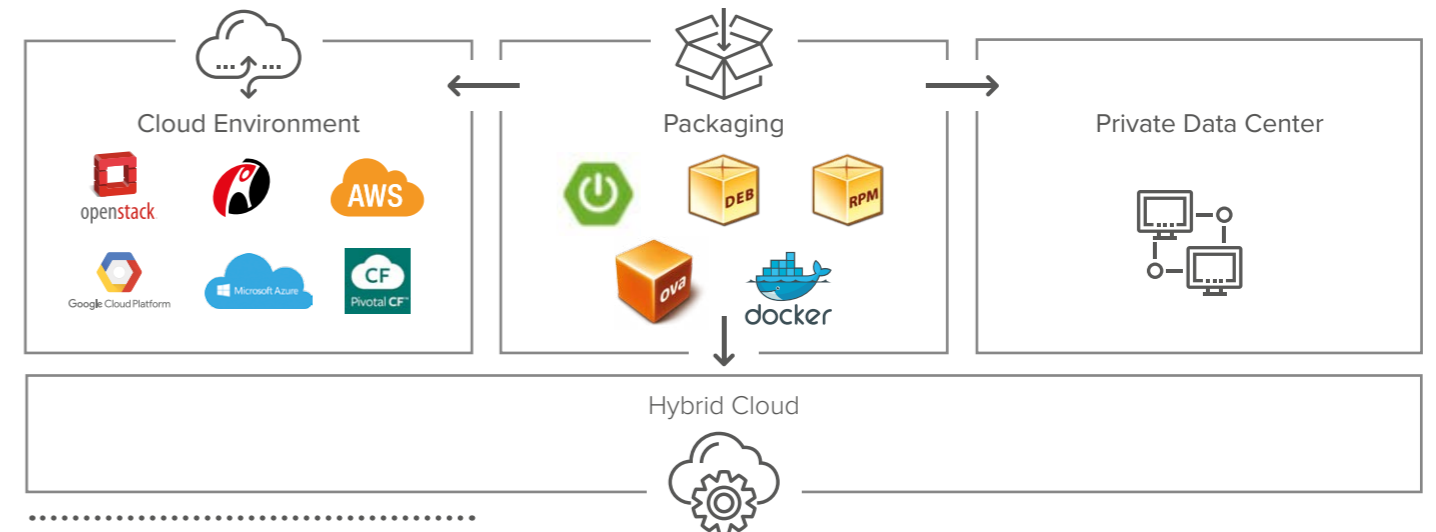 Cloud Environment
openstack
AWS
Google Cloud Platform
Microsoft Azure
CF
Pivotal CF™
Packaging
DEB
RPM
ova
docker
Private Data Center
Hybrid Cloud